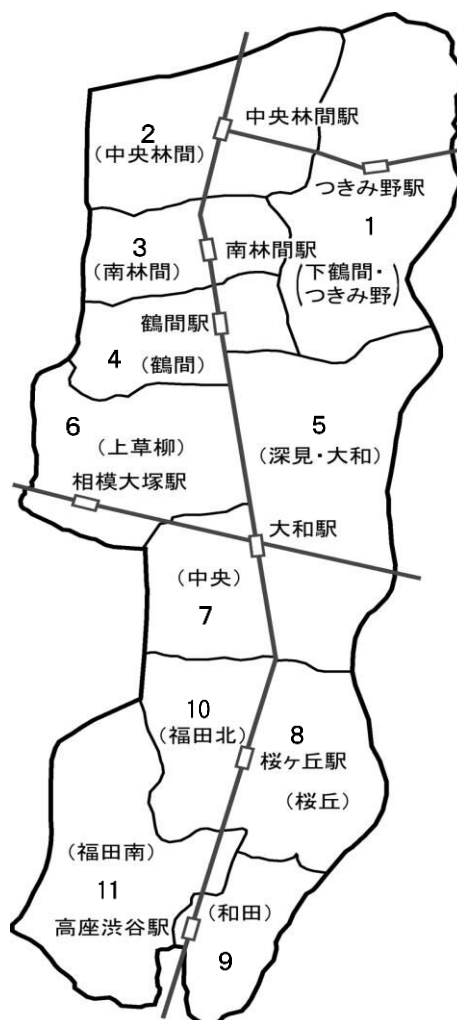 中央林間駅
2
(中央林間)
つきみ野駅
1
3
南林間駅
(南林間)
(下鶴間・
つきみ野)
鶴間駅
4
(鶴間)
6
5
(上草柳)
(深見・大和)
相模大塚駅
大和駅
(中央)
7
10
8
(福田北)
桜ヶ丘駅
(桜丘)
(福田南)
11
(和田)
高座渋谷駅
9